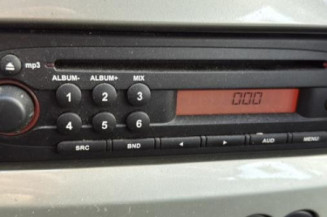 mp3
ALBUM- ALBUM+ MIX
1 2 3
000
4 5 6
SRC BND ◄ ► AUD MENU